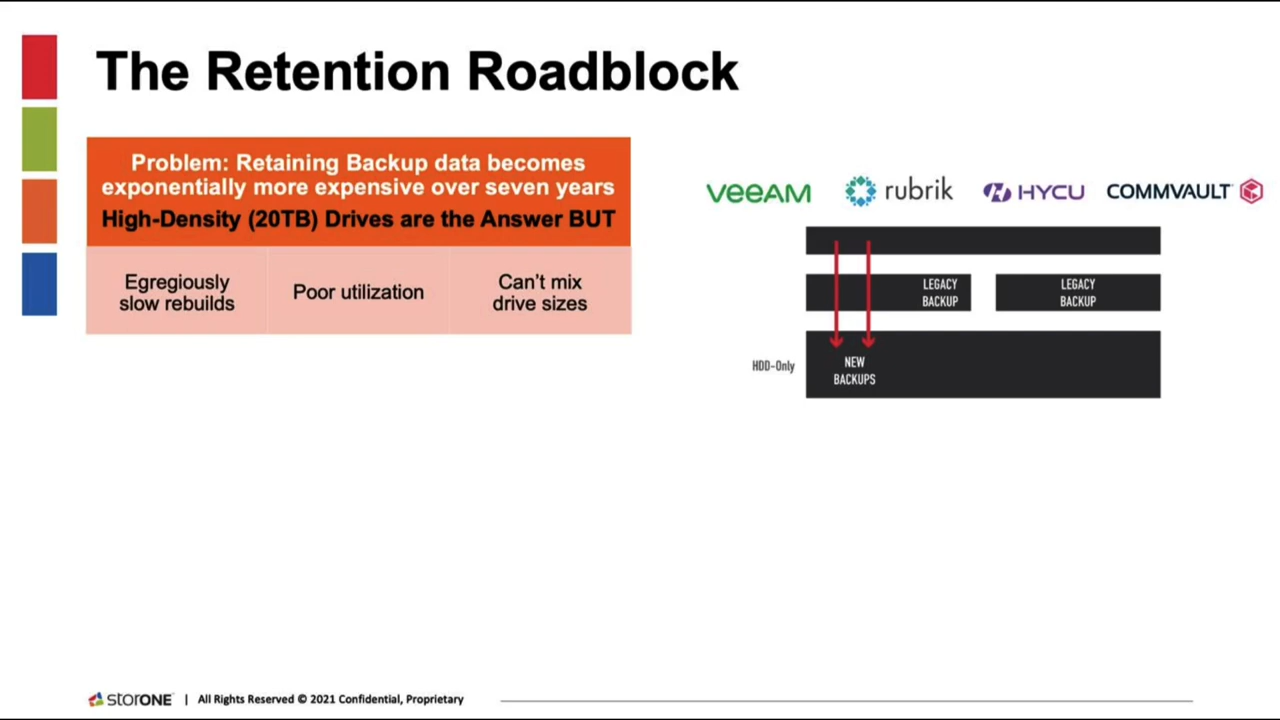 The Retention Roadblock
Problem: Retaining Backup data becomes
exponentially more expensive over seven years
High-Density (20TB) Drives are the Answer BUT
Egregiously
slow rebuilds
Poor utilization
Can't mix
drive sizes
veeAM
rubrik
HYCU
COMMVAULT
LEGACY
BACKUP
LEGACY
BACKUP
HDD-Only
NEW
BACKUPS
storONE | All Rights Reserved © 2021 Confidential, Proprietary